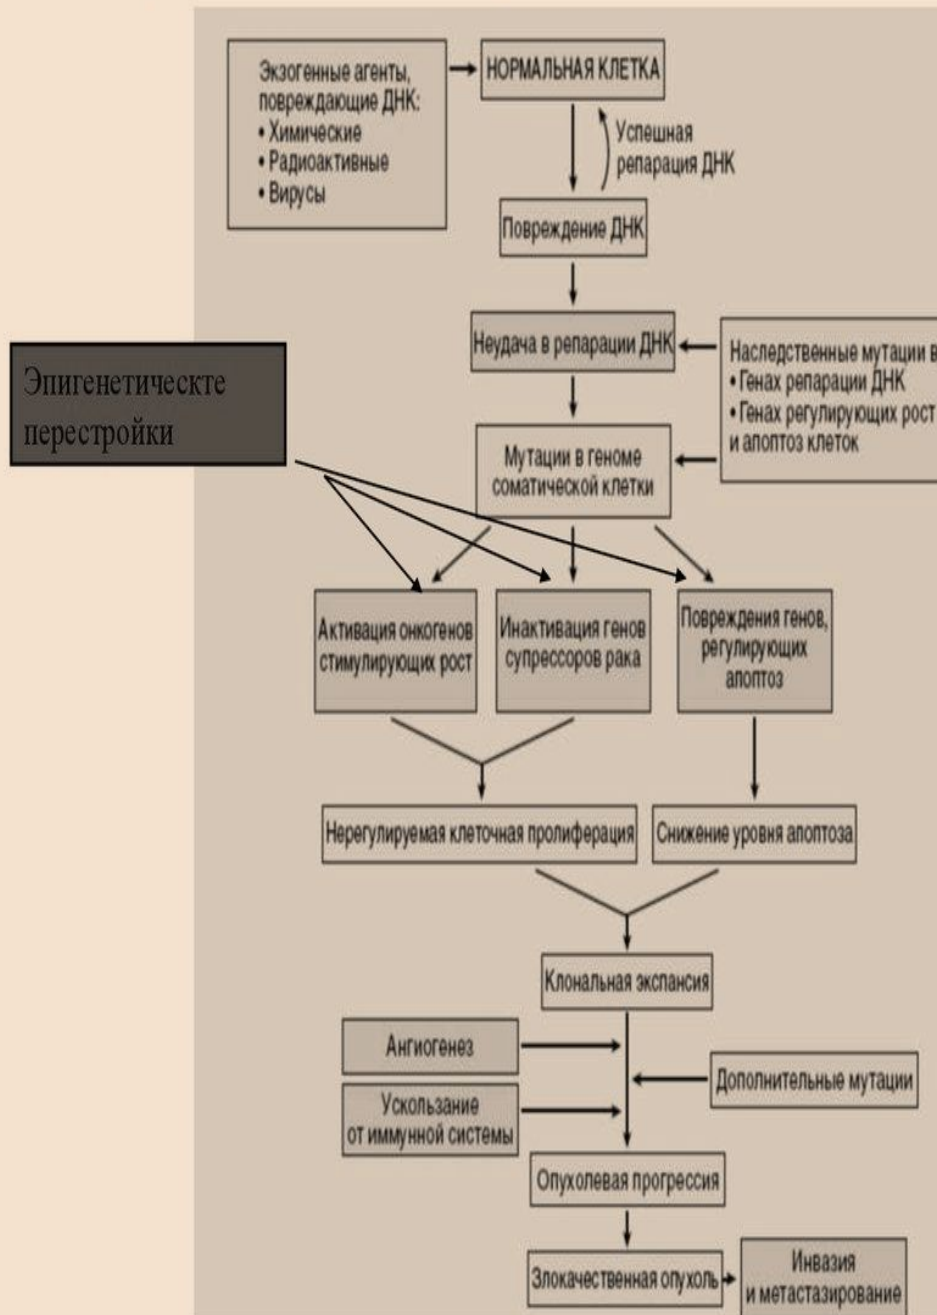 Экзогенные агенты,
повреждающие ДНК:
• Химические
• Радиоактивные
• Вирусы
НОРМАЛЬНАЯ КЛЕТКА
Успешная
репарация ДНК
Повреждение ДНК
Неудача в репарации ДНК
Наследственные мутации в
• Генах репарации ДНК
• Генах регулирующих рост
и апоптоз клеток
Эпигенетическте
перестройки
Мутации в геноме
соматической клетки
Активация онкогенов
стимулирующих рост
Инактивация генов
супрессоров рака
Повреждения генов,
регулирующих
апоптоз
Нерегулируемая клеточная пролиферация
Снижение уровня апоптоза
Клональная экспансия
Ангиогенез
Дополнительные мутации
Ускользание
от иммунной системы
Опухолевая прогрессия
Злокачественная опухоль
Инвазия
и метастазирование